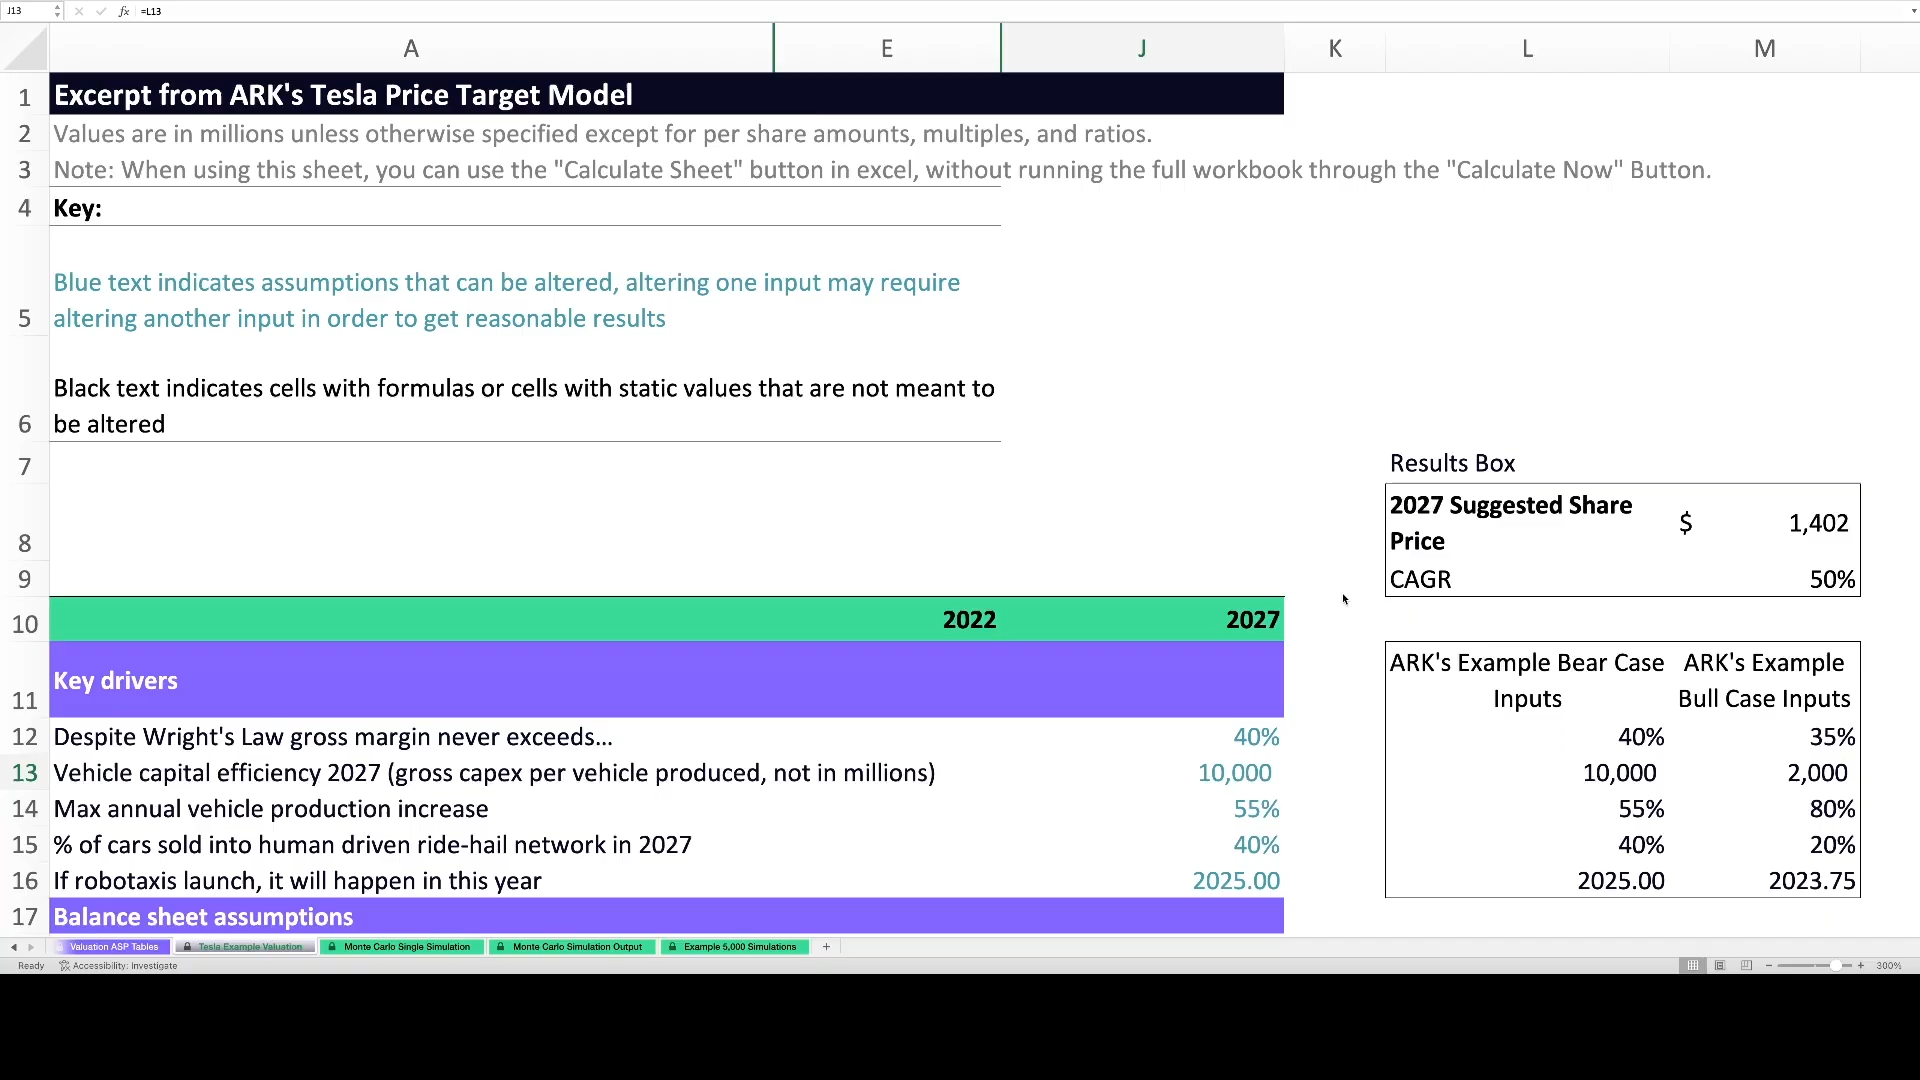 J13 fx =L13
A E J K L M
1 Excerpt from ARK's Tesla Price Target Model
2 Values are in millions unless otherwise specified except for per share amounts, multiples, and ratios.
3 Note: When using this sheet, you can use the "Calculate Sheet" button in excel, without running the full workbook through the "Calculate Now" Button.
4 Key:
Blue text indicates assumptions that can be altered, altering one input may require
5 altering another input in order to get reasonable results
Black text indicates cells with formulas or cells with static values that are not meant to
6 be altered
7 Results Box
2027 Suggested Share
8 Price $ 1,402
9 CAGR 50%
10 2022 2027
11 Key drivers
ARK's Example Bear Case ARK's Example
Inputs Bull Case Inputs
12 Despite Wright's Law gross margin never exceeds... 40% 40% 35%
13 Vehicle capital efficiency 2027 (gross capex per vehicle produced, not in millions) 10,000 10,000 2,000
14 Max annual vehicle production increase 55% 55% 80%
15 % of cars sold into human driven ride-hail network in 2027 40% 40% 20%
16 If robotaxis launch, it will happen in this year 2025.00 2025.00 2023.75
17 Balance sheet assumptions
Valuation ASP Tables Tesla Example Valuation Monte Carlo Single Simulation Monte Carlo Simulation Output Example 5,000 Simulations +
Ready Accessibility: Investigate − + 300%